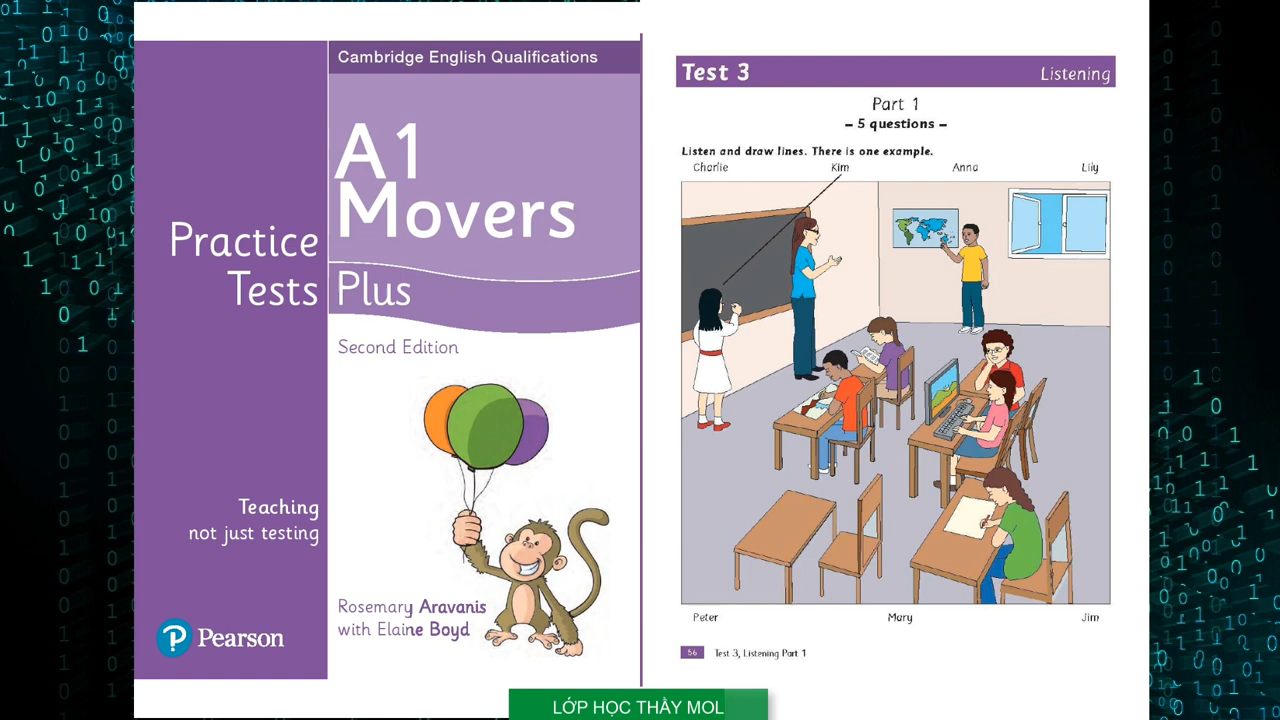 Cambridge English Qualifications
A1
Movers
Practice
Tests
Plus
Second Edition
Teaching
not just testing
Rosemary Aravanis
with Elaine Boyd
Pearson
Test 3
Listening
Part 1
– 5 questions –
Listen and draw lines. There is one example.
Charlie Kim Anna Lily
Peter Mary Jim
56 Test 3, Listening Part 1
LỚP HỌC THẦY MOL